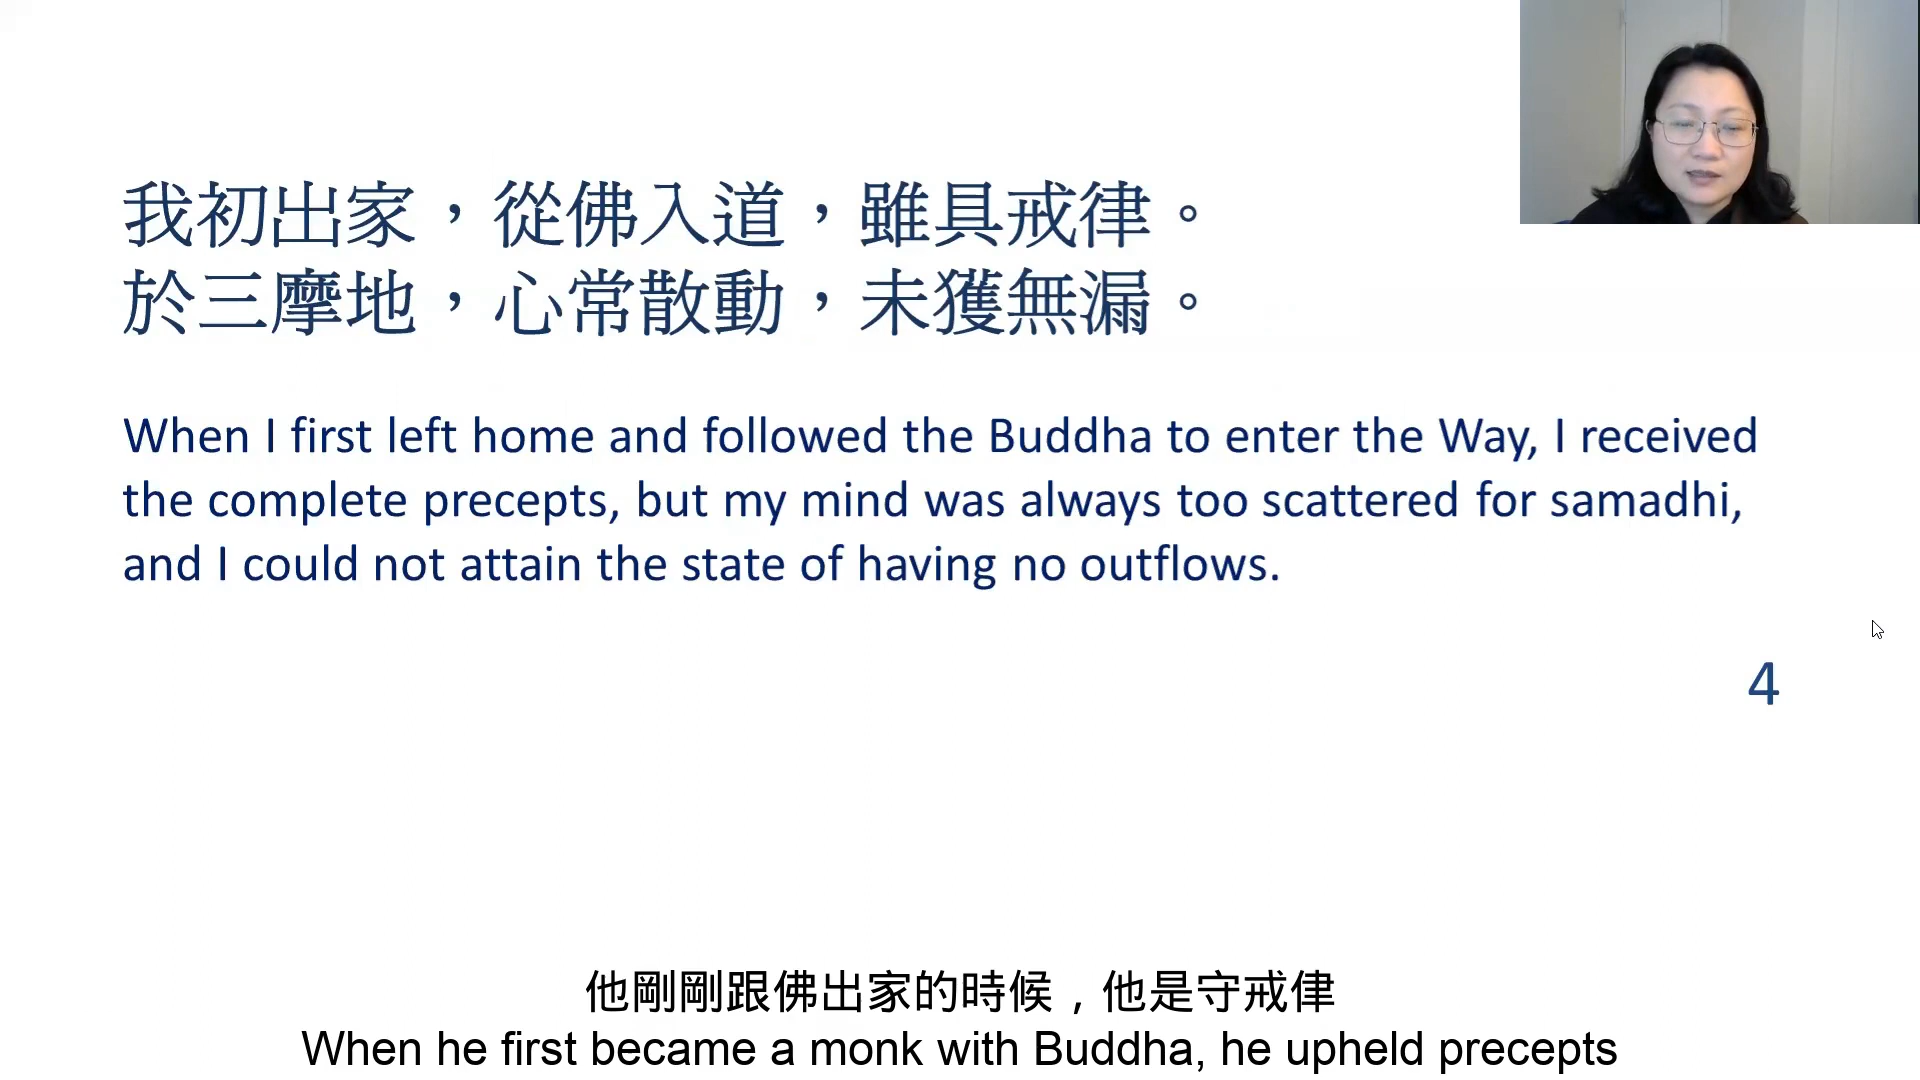 我初出家，從佛入道，雖具戒律。
於三摩地，心常散動，未獲無漏。
When I first left home and followed the Buddha to enter the Way, I received
the complete precepts, but my mind was always too scattered for samadhi,
and I could not attain the state of having no outflows.
4
他剛剛跟佛出家的時候，他是守戒律
When he first became a monk with Buddha, he upheld precepts